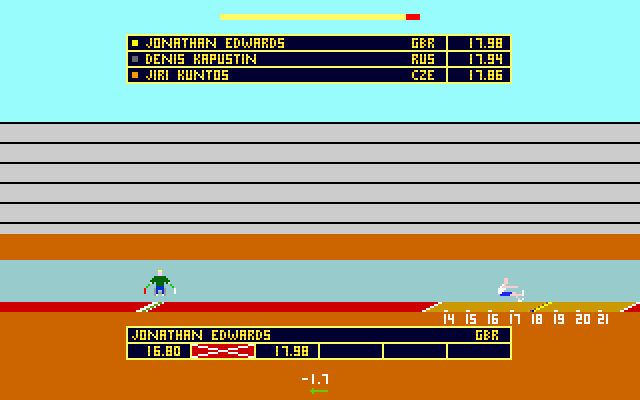 JONATHAN EDWARDS GBR 17.98
DENIS KAPUSTIN RUS 17.94
JIRI KUNTOS CZE 17.86
14 15 16 17 18 19 20 21
JONATHAN EDWARDS GBR
16.80 17.98
-1.7